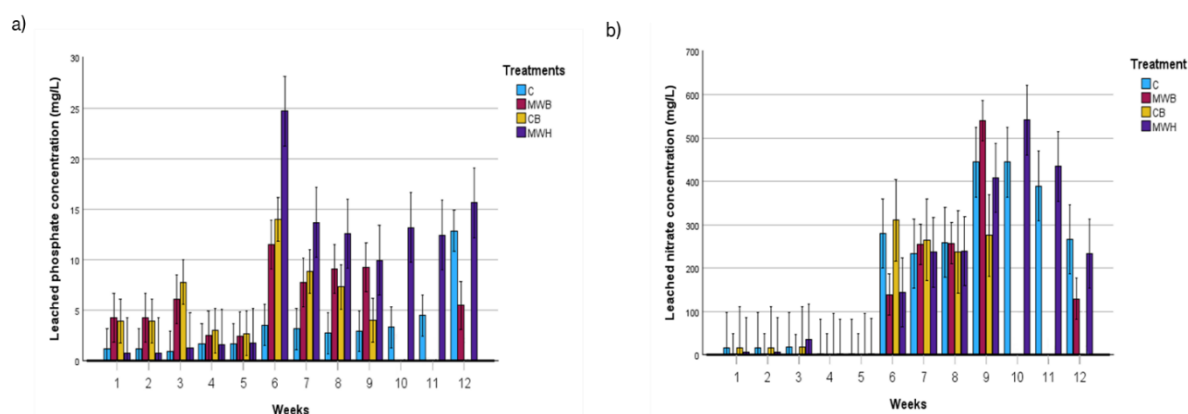 a)
Leached phosphate concentration (mg/L)
30
25
20
15
10
5
0
1 2 3 4 5 6 7 8 9 10 11 12
Weeks
Treatments
C
MWB
CB
MWH
b)
Leached nitrate concentration (mg/L)
700
600
500
400
300
200
100
0
1 2 3 4 5 6 7 8 9 10 11 12
Weeks
Treatments
C
MWB
CB
MWH